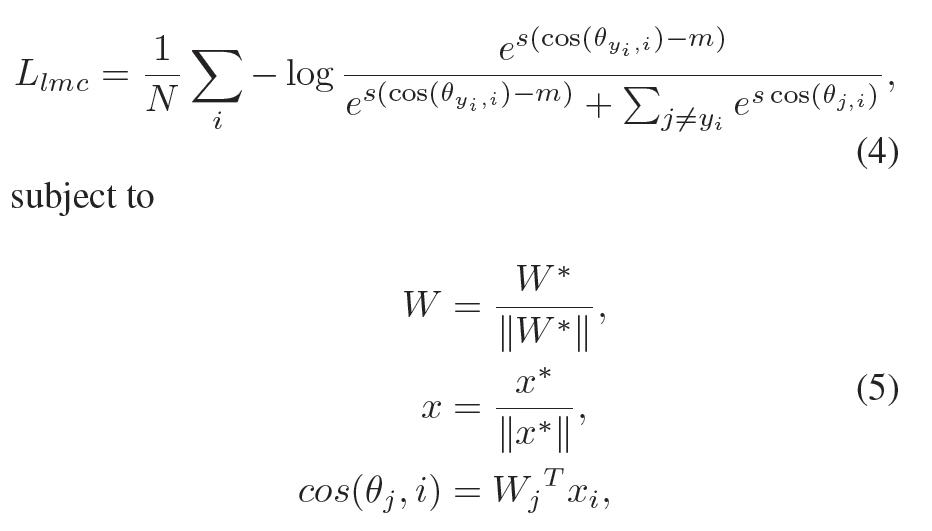 L_{lmc} = \frac{1}{N} \sum_{i} -\log \frac{e^{s(\cos(\theta_{y_i,i})-m)}}{e^{s(\cos(\theta_{y_i,i})-m)} + \sum_{j \neq y_i} e^{s \cos(\theta_{j,i})}},
(4)
subject to
W = \frac{W^*}{\|W^*\|},
x = \frac{x^*}{\|x^*\|}, (5)
cos(\theta_j, i) = {W_j}^T x_i,